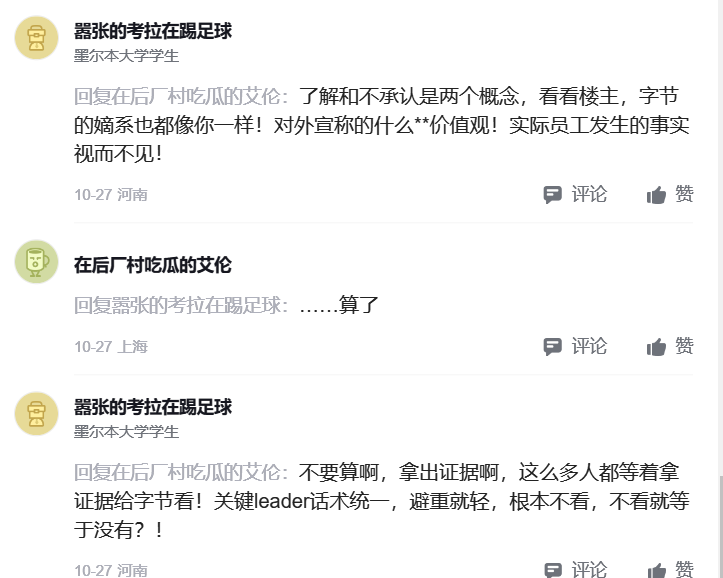 嚣张的考拉在踢足球
墨尔本大学学生
回复在后厂村吃瓜的艾伦：了解和不承认是两个概念，看看楼主，字节
的嫡系也都像你一样！对外宣称的什么**价值观！实际员工发生的事实
视而不见！
10-27 河南
评论 赞
在后厂村吃瓜的艾伦
回复嚣张的考拉在踢足球：……算了
10-27 上海
评论 赞
嚣张的考拉在踢足球
墨尔本大学学生
回复在后厂村吃瓜的艾伦：不要算啊，拿出证据啊，这么多人都等着拿
证据给字节看！关键leader话术统一，避重就轻，根本不看，不看就等
于没有？！
10-27 河南
评论 赞